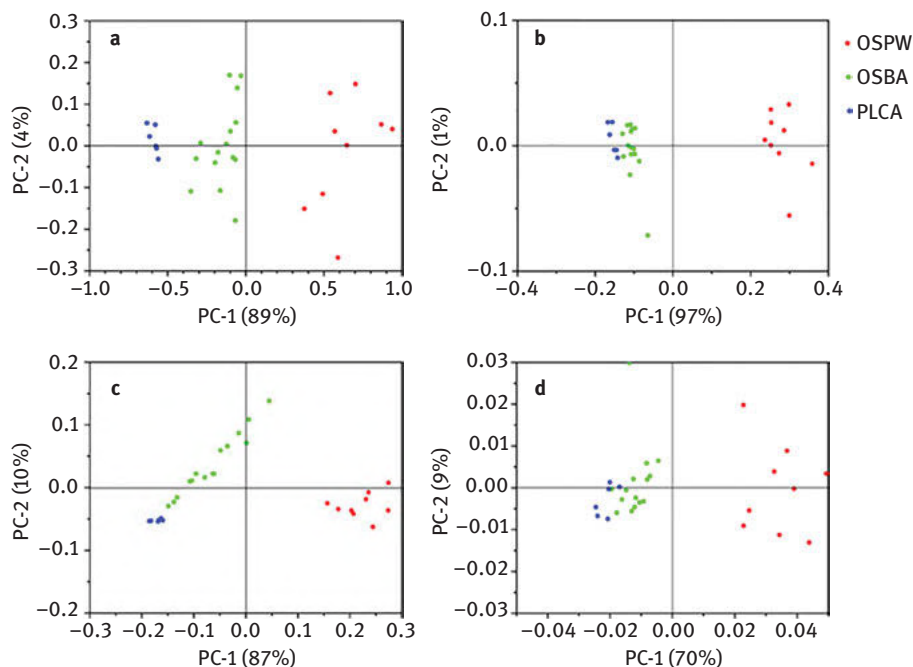 a
0.3
0.2
0.1
0.0
−0.1
−0.2
−0.3
PC-2 (4%)
−1.0
−0.5
0.0
0.5
1.0
PC-1 (89%)
b
0.1
0.0
−0.1
PC-2 (1%)
−0.4
−0.2
0.0
0.2
0.4
PC-1 (97%)
OSPW
OSBA
PLCA
c
0.2
0.1
0.0
−0.1
−0.2
PC-2 (10%)
−0.3
−0.2
−0.1
0.0
0.1
0.2
0.3
PC-1 (87%)
d
0.03
0.02
0.01
0.00
−0.01
−0.02
−0.03
PC-2 (9%)
−0.04
−0.02
0.00
0.02
0.04
PC-1 (70%)